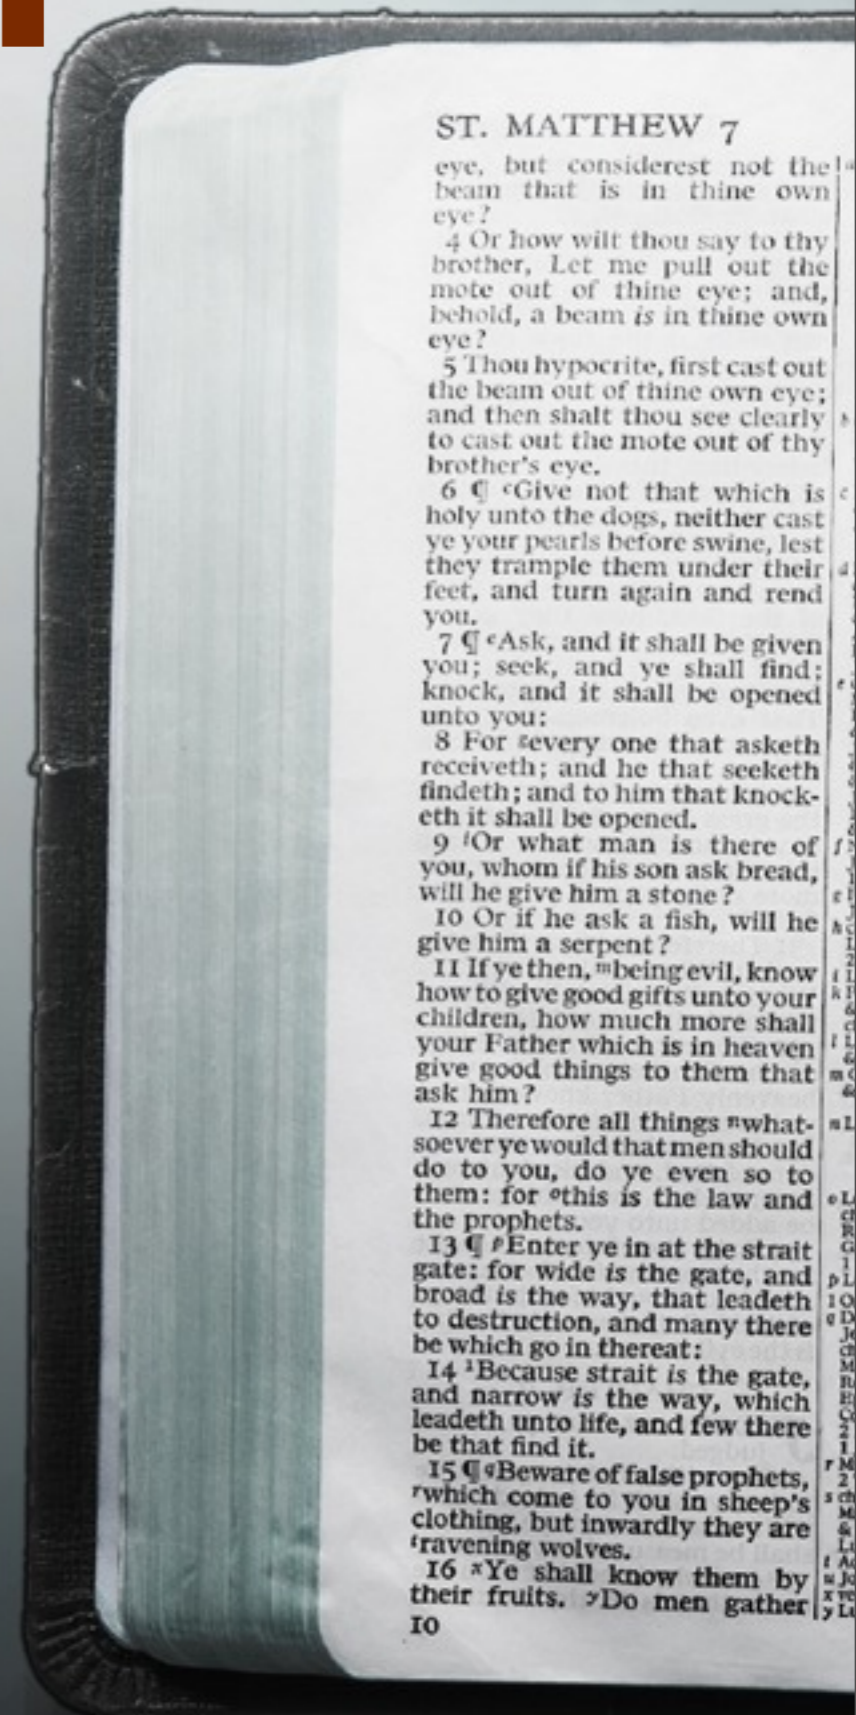 ST. MATTHEW 7
eye, but considerest not the
beam that is in thine own
eye?
4 Or how wilt thou say to thy
brother, Let me pull out the
mote out of thine eye; and,
behold, a beam is in thine own
eye?
5 Thou hypocrite, first cast out
the beam out of thine own eye;
and then shalt thou see clearly
to cast out the mote out of thy
brother's eye.
6 ¶ cGive not that which is
holy unto the dogs, neither cast
ye your pearls before swine, lest
they trample them under their
feet, and turn again and rend
you.
7 ¶ eAsk, and it shall be given
you; seek, and ye shall find;
knock, and it shall be opened
unto you:
8 For gevery one that asketh
receiveth; and he that seeketh
findeth; and to him that knock-
eth it shall be opened.
9 lOr what man is there of
you, whom if his son ask bread,
will he give him a stone?
10 Or if he ask a fish, will he
give him a serpent?
11 If ye then, mbeing evil, know
how to give good gifts unto your
children, how much more shall
your Father which is in heaven
give good things to them that
ask him?
12 Therefore all things nwhat-
soever ye would that men should
do to you, do ye even so to
them: for othis is the law and
the prophets.
13 ¶ pEnter ye in at the strait
gate: for wide is the gate, and
broad is the way, that leadeth
to destruction, and many there
be which go in thereat:
14 1Because strait is the gate,
and narrow is the way, which
leadeth unto life, and few there
be that find it.
15 ¶ qBeware of false prophets,
rwhich come to you in sheep's
clothing, but inwardly they are
travening wolves.
16 xYe shall know them by
their fruits. yDo men gather
10